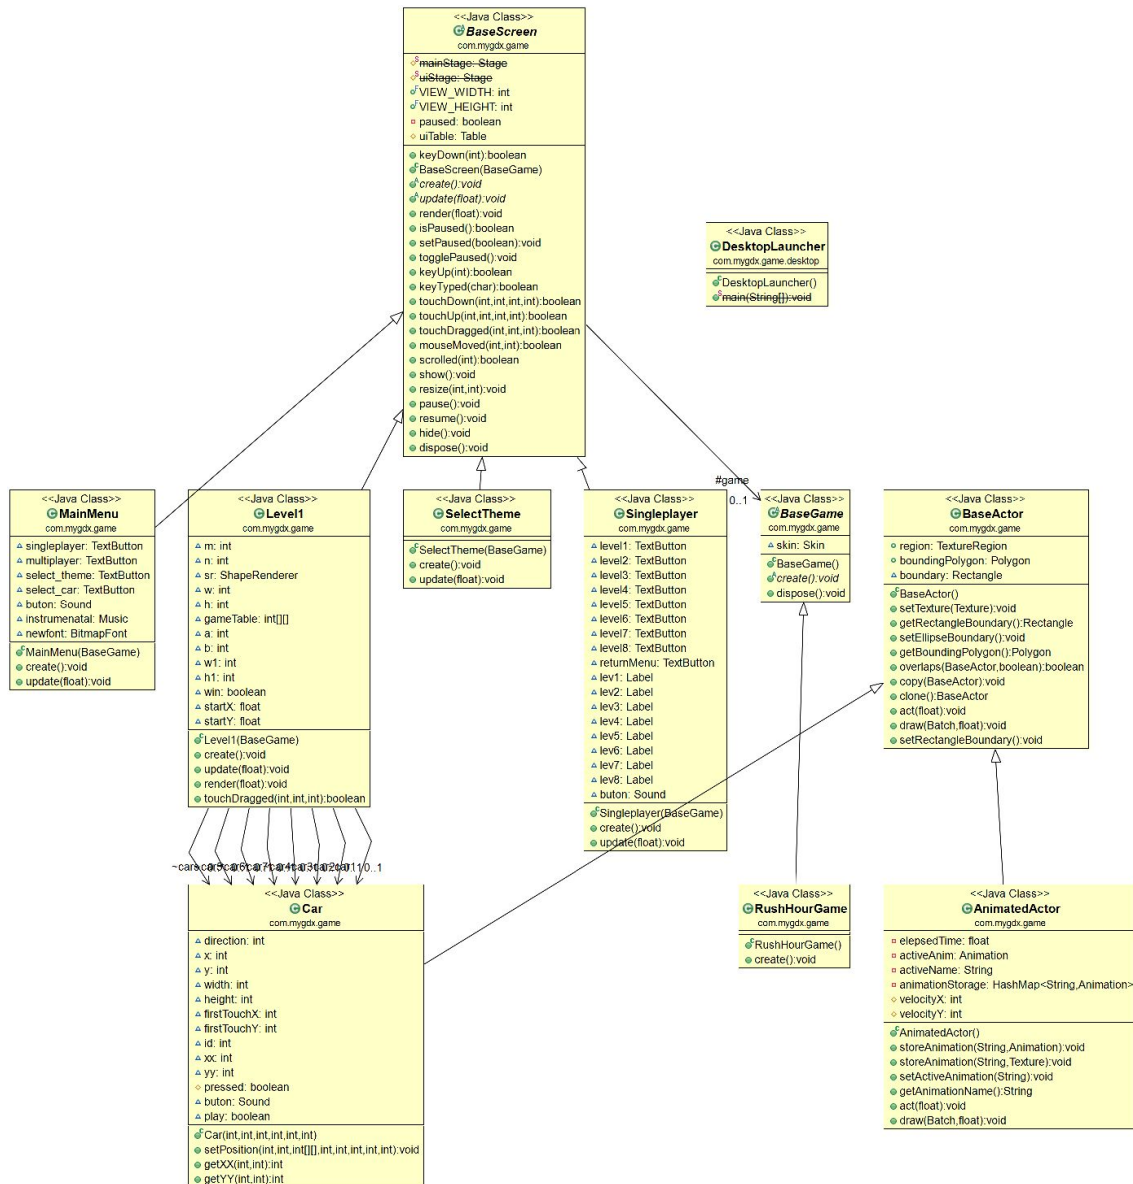 <<Java Class>>
BaseScreen
com.mygdx.game
mainStage: Stage
uiStage: Stage
VIEW_WIDTH: int
VIEW_HEIGHT: int
paused: boolean
uiTable: Table
keyDown(int):boolean
BaseScreen(BaseGame)
create():void
update(float):void
render(float):void
isPaused():boolean
setPaused(boolean):void
togglePaused():void
keyUp(int):boolean
keyTyped(char):boolean
touchDown(int,int,int,int):boolean
touchUp(int,int,int,int):boolean
touchDragged(int,int,int):boolean
mouseMoved(int,int):boolean
scrolled(int):boolean
show():void
resize(int,int):void
pause():void
resume():void
hide():void
dispose():void
<<Java Class>>
DesktopLauncher
com.mygdx.game.desktop
DesktopLauncher()
main(String[]):void
<<Java Class>>
MainMenu
com.mygdx.game
singleplayer: TextButton
multiplayer: TextButton
select_theme: TextButton
select_car: TextButton
buton: Sound
instrumenatal: Music
newfont: BitmapFont
MainMenu(BaseGame)
create():void
update(float):void
<<Java Class>>
Level1
com.mygdx.game
m: int
n: int
sr: ShapeRenderer
w: int
h: int
gameTable: int[][]
a: int
b: int
w1: int
h1: int
win: boolean
startX: float
startY: float
Level1(BaseGame)
create():void
update(float):void
render(float):void
touchDragged(int,int,int):boolean
<<Java Class>>
SelectTheme
com.mygdx.game
SelectTheme(BaseGame)
create():void
update(float):void
<<Java Class>>
Singleplayer
com.mygdx.game
level1: TextButton
level2: TextButton
level3: TextButton
level4: TextButton
level5: TextButton
level6: TextButton
level7: TextButton
level8: TextButton
returnMenu: TextButton
lev1: Label
lev2: Label
lev3: Label
lev4: Label
lev5: Label
lev6: Label
lev7: Label
lev8: Label
buton: Sound
Singleplayer(BaseGame)
create():void
update(float):void
#game
0..1
<<Java Class>>
BaseGame
com.mygdx.game
skin: Skin
BaseGame()
create():void
dispose():void
<<Java Class>>
BaseActor
com.mygdx.game
region: TextureRegion
boundingPolygon: Polygon
boundary: Rectangle
BaseActor()
setTexture(Texture):void
getRectangleBoundary():Rectangle
setEllipseBoundary():void
getBoundingPolygon():Polygon
overlaps(BaseActor,boolean):boolean
copy(BaseActor):void
clone():BaseActor
act(float):void
draw(Batch,float):void
setRectangleBoundary():void
0..1
<<Java Class>>
Car
com.mygdx.game
direction: int
x: int
y: int
width: int
height: int
firstTouchX: int
firstTouchY: int
id: int
xx: int
yy: int
pressed: boolean
buton: Sound
play: boolean
Car(int,int,int,int,int,int)
setPosition(int,int,int[][],int,int,int,int,int):void
getXX(int,int):int
getYY(int,int):int
<<Java Class>>
RushHourGame
com.mygdx.game
RushHourGame()
create():void
<<Java Class>>
AnimatedActor
com.mygdx.game
elepsedTime: float
activeAnim: Animation
activeName: String
animationStorage: HashMap<String,Animation>
velocityX: int
velocityY: int
AnimatedActor()
storeAnimation(String,Animation):void
storeAnimation(String,Texture):void
setActiveAnimation(String):void
getAnimationName():String
act(float):void
draw(Batch,float):void